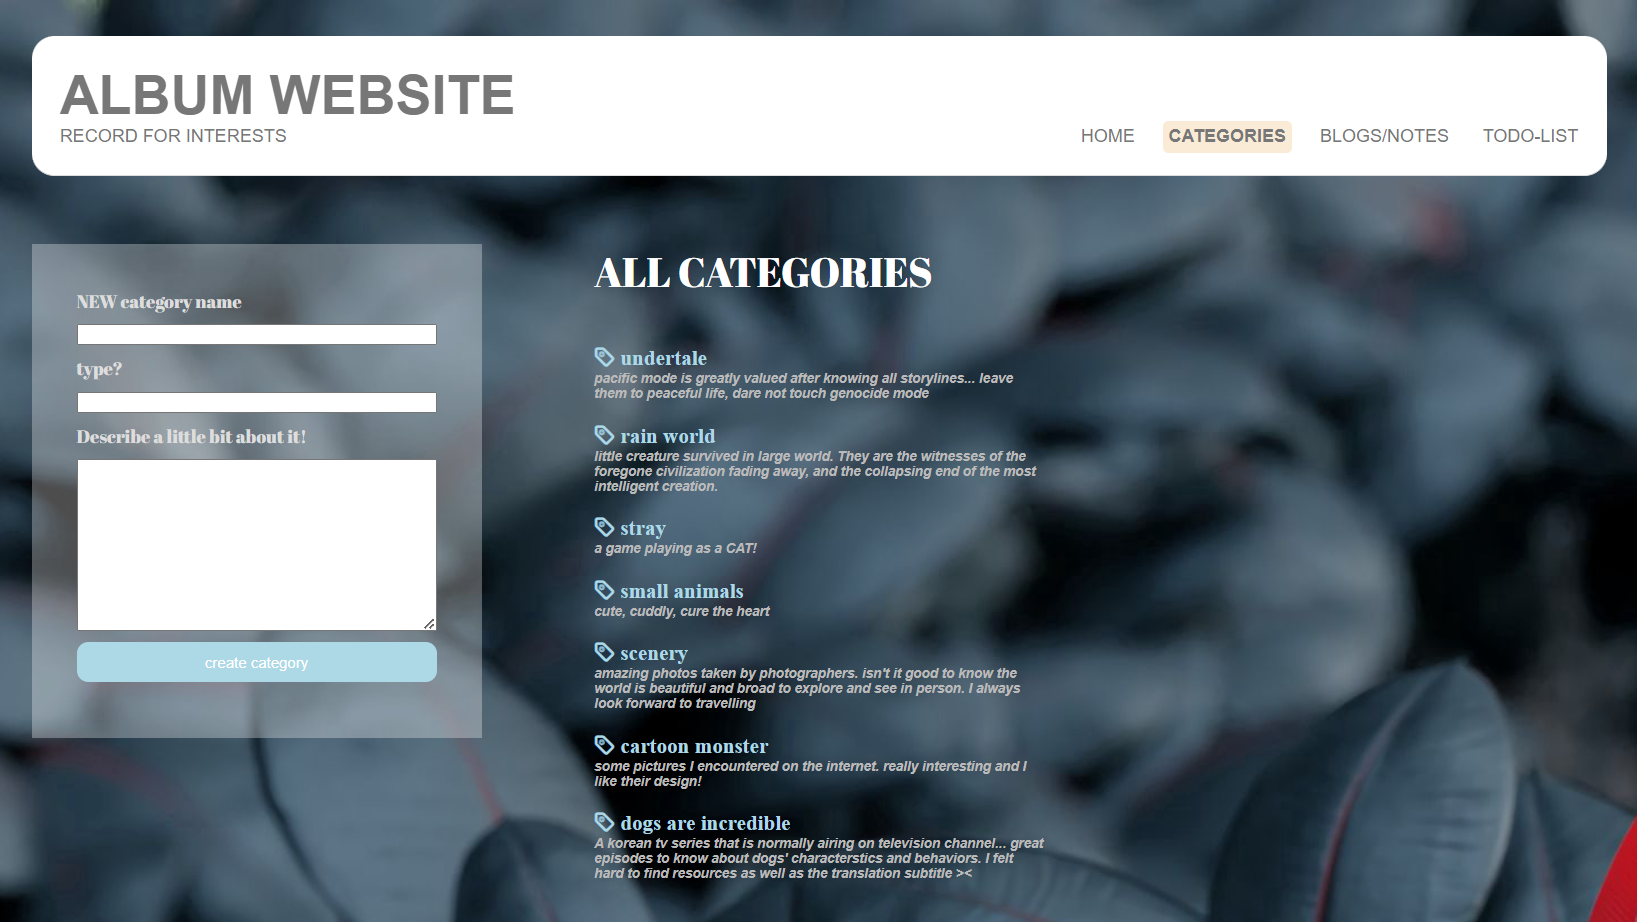 ALBUM WEBSITE
RECORD FOR INTERESTS
HOME CATEGORIES BLOGS/NOTES TODO-LIST
NEW category name
type?
Describe a little bit about it!
create category
ALL CATEGORIES
undertale
pacific mode is greatly valued after knowing all storylines... leave
them to peaceful life, dare not touch genocide mode
rain world
little creature survived in large world. They are the witnesses of the
foregone civilization fading away, and the collapsing end of the most
intelligent creation.
stray
a game playing as a CAT!
small animals
cute, cuddly, cure the heart
scenery
amazing photos taken by photographers. isn't it good to know the
world is beautiful and broad to explore and see in person. I always
look forward to travelling
cartoon monster
some pictures I encountered on the internet. really interesting and I
like their design!
dogs are incredible
A korean tv series that is normally airing on television channel... great
episodes to know about dogs' characterstics and behaviors. I felt
hard to find resources as well as the translation subtitle ><